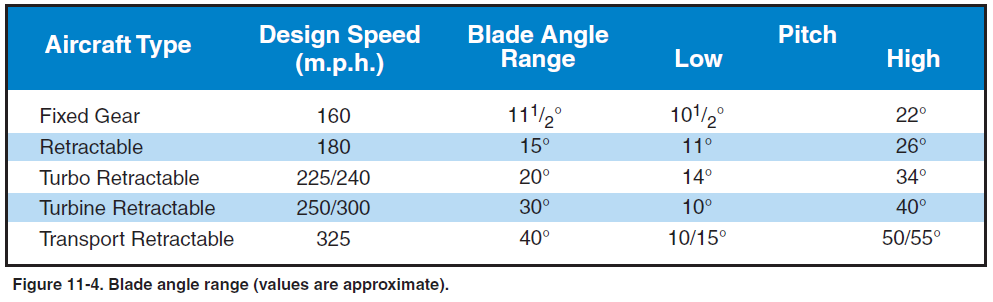 Aircraft Type Design Speed (m.p.h.) Blade Angle Range Pitch Low High
Fixed Gear 160 11 1/2° 10 1/2° 22°
Retractable 180 15° 11° 26°
Turbo Retractable 225/240 20° 14° 34°
Turbine Retractable 250/300 30° 10° 40°
Transport Retractable 325 40° 10/15° 50/55°
Figure 11-4. Blade angle range (values are approximate).